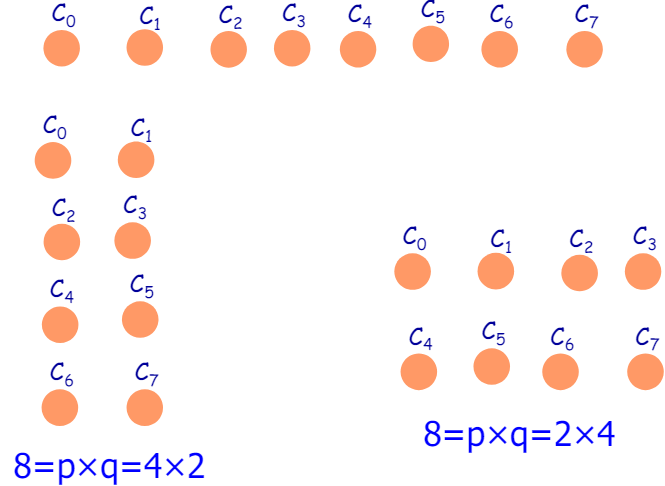 C₀ C₁ C₂ C₃ C₄ C₅ C₆ C₇
C₀ C₁
C₂ C₃
C₄ C₅
C₆ C₇
8=p×q=4×2
C₀ C₁ C₂ C₃
C₄ C₅ C₆ C₇
8=p×q=2×4